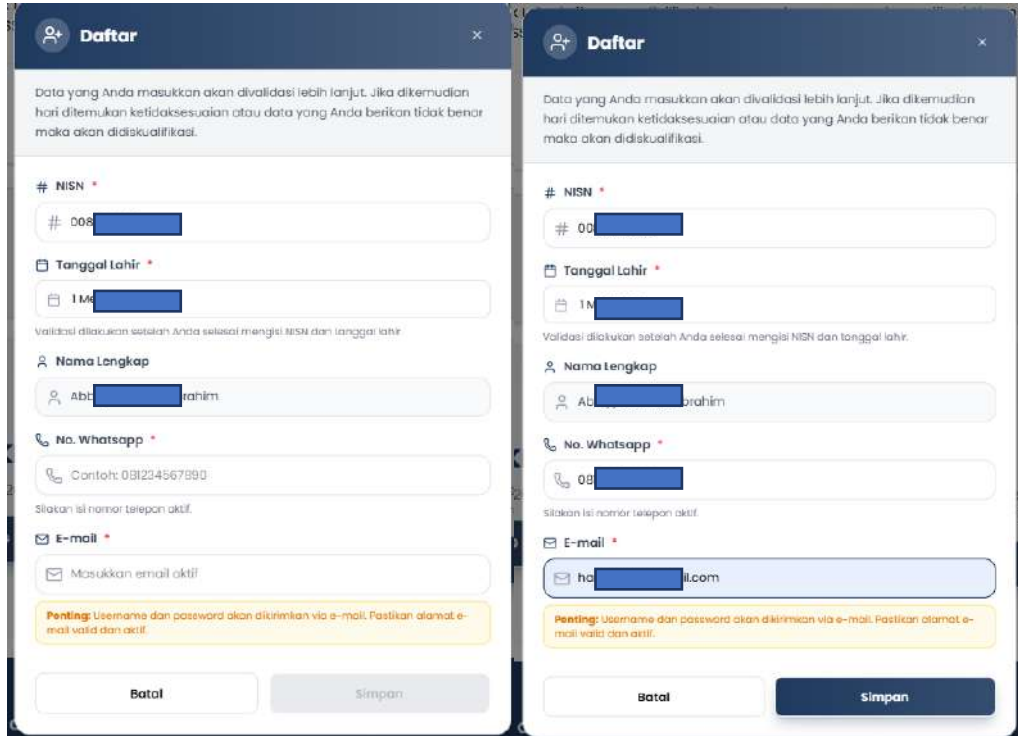 Daftar
Data yang Anda masukkan akan divalidasi lebih lanjut. Jika dikemudian
hari ditemukan ketidaksesuaian atau data yang Anda berikan tidak benar
maka akan didiskualifikasi.
# NISN *
# 008
Tanggal Lahir *
1 Me
Validasi dilakukan setelah Anda selesai mengisi NISN dan tanggal lahir.
Nama Lengkap
Abb rahim
No. Whatsapp *
Contoh: 081234567890
Silakan isi nomor telepon aktif.
E-mail *
Masukkan email aktif
Penting: Username dan password akan dikirimkan via e-mail. Pastikan alamat e-
mail valid dan aktif.
Batal Simpan
Daftar
Data yang Anda masukkan akan divalidasi lebih lanjut. Jika dikemudian
hari ditemukan ketidaksesuaian atau data yang Anda berikan tidak benar
maka akan didiskualifikasi.
# NISN *
# 00
Tanggal Lahir *
1 M
Validasi dilakukan setelah Anda selesai mengisi NISN dan tanggal lahir.
Nama Lengkap
Ab brahim
No. Whatsapp *
08
Silakan isi nomor telepon aktif.
E-mail *
ha il.com
Penting: Username dan password akan dikirimkan via e-mail. Pastikan alamat e-
mail valid dan aktif.
Batal Simpan